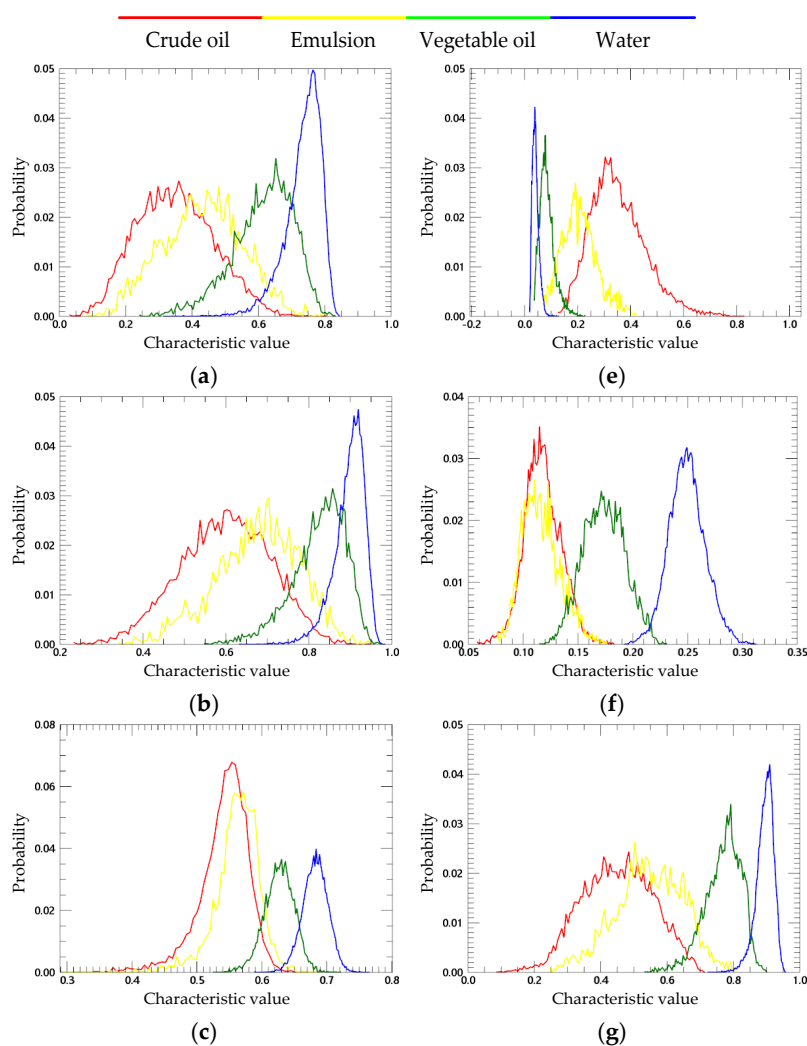 Crude oil Emulsion Vegetable oil Water
0.05
0.04
0.03
0.02
0.01
0.00
Probability
0.0 0.2 0.4 0.6 0.8 1.0
Characteristic value
(a)
0.05
0.04
0.03
0.02
0.01
0.00
Probability
-0.2 0.0 0.2 0.4 0.6 0.8 1.0
Characteristic value
(e)
0.05
0.04
0.03
0.02
0.01
0.00
Probability
0.2 0.4 0.6 0.8 1.0
Characteristic value
(b)
0.04
0.03
0.02
0.01
0.00
Probability
0.05 0.10 0.15 0.20 0.25 0.30 0.35
Characteristic value
(f)
0.08
0.06
0.04
0.02
0.00
Probability
0.3 0.4 0.5 0.6 0.7 0.8
Characteristic value
(c)
0.05
0.04
0.03
0.02
0.01
0.00
Probability
0.0 0.2 0.4 0.6 0.8 1.0
Characteristic value
(g)